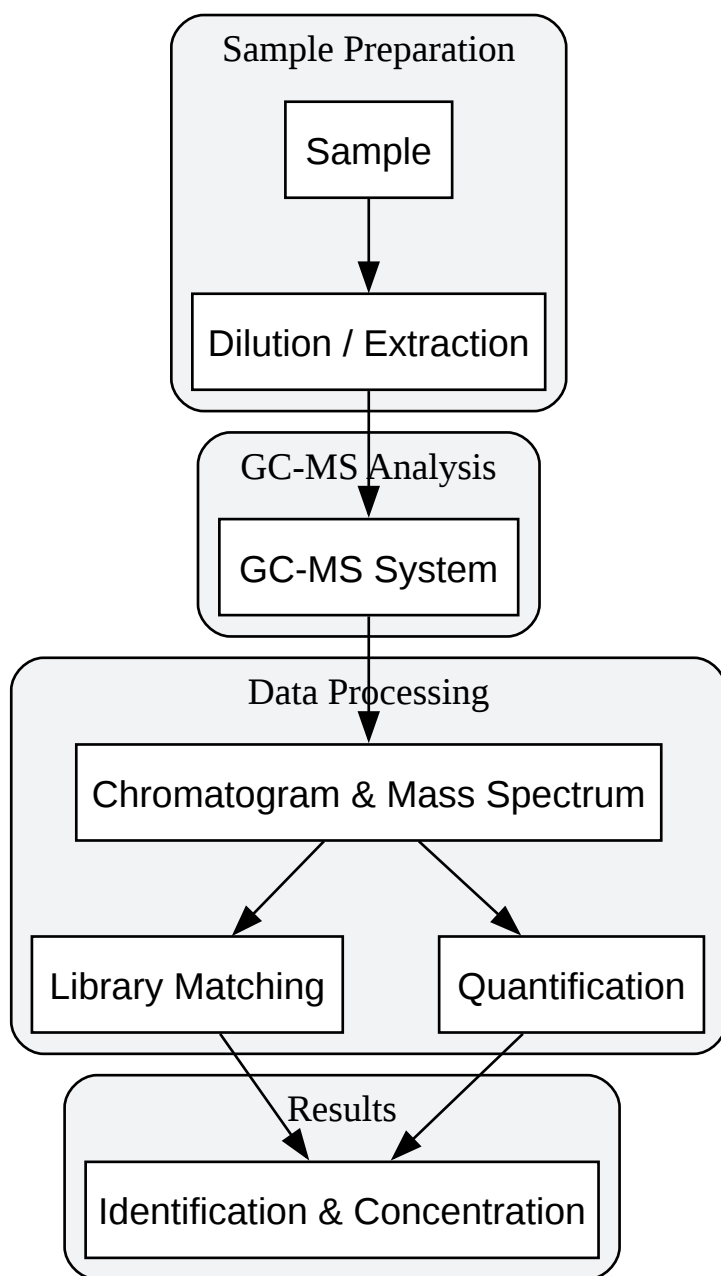 Sample Preparation
Sample
Dilution / Extraction
GC-MS Analysis
GC-MS System
Data Processing
Chromatogram & Mass Spectrum
Library Matching
Quantification
Results
Identification & Concentration